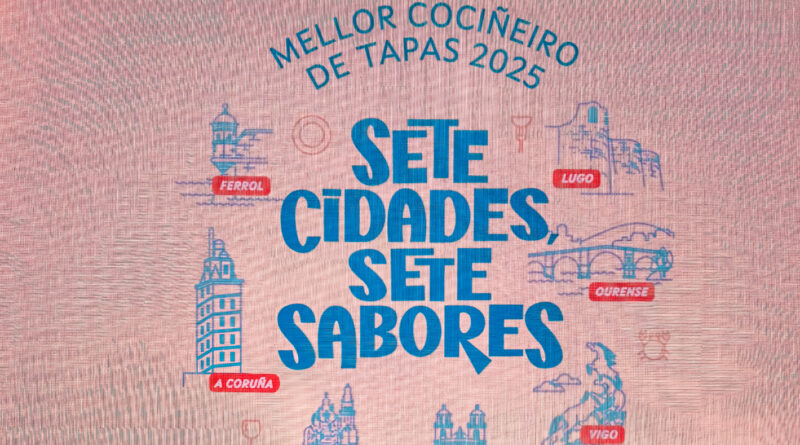 MELLOR COCIÑEIRO
DE TAPAS 2025
SETE
CIDADES,
SETE
SABORES
FERROL
LUGO
OURENSE
A CORUÑA
VIGO